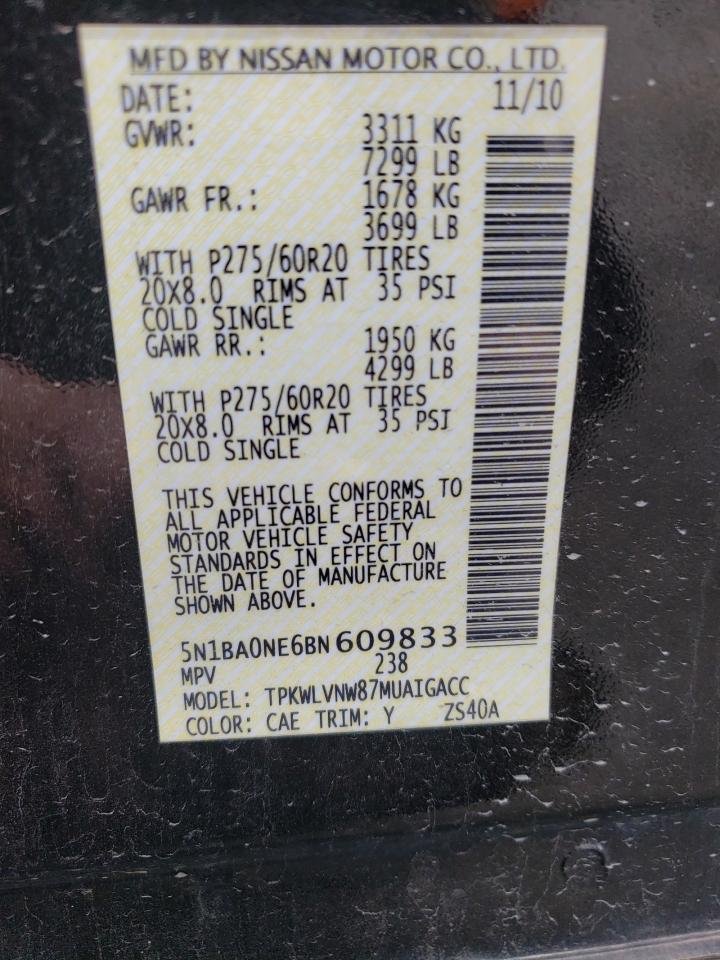 MFD BY NISSAN MOTOR CO., LTD.
DATE: 11/10
GVWR: 3311 KG
7299 LB
GAWR FR.: 1678 KG
3699 LB
WITH P275/60R20 TIRES
20X8.0 RIMS AT 35 PSI
COLD SINGLE
GAWR RR.: 1950 KG
4299 LB
WITH P275/60R20 TIRES
20X8.0 RIMS AT 35 PSI
COLD SINGLE
THIS VEHICLE CONFORMS TO
ALL APPLICABLE FEDERAL
MOTOR VEHICLE SAFETY
STANDARDS IN EFFECT ON
THE DATE OF MANUFACTURE
SHOWN ABOVE.
5N1BA0NE6BN 609833
MPV 238
MODEL: TPKWLVNW87MUAIGACC
COLOR: CAE TRIM: Y ZS40A